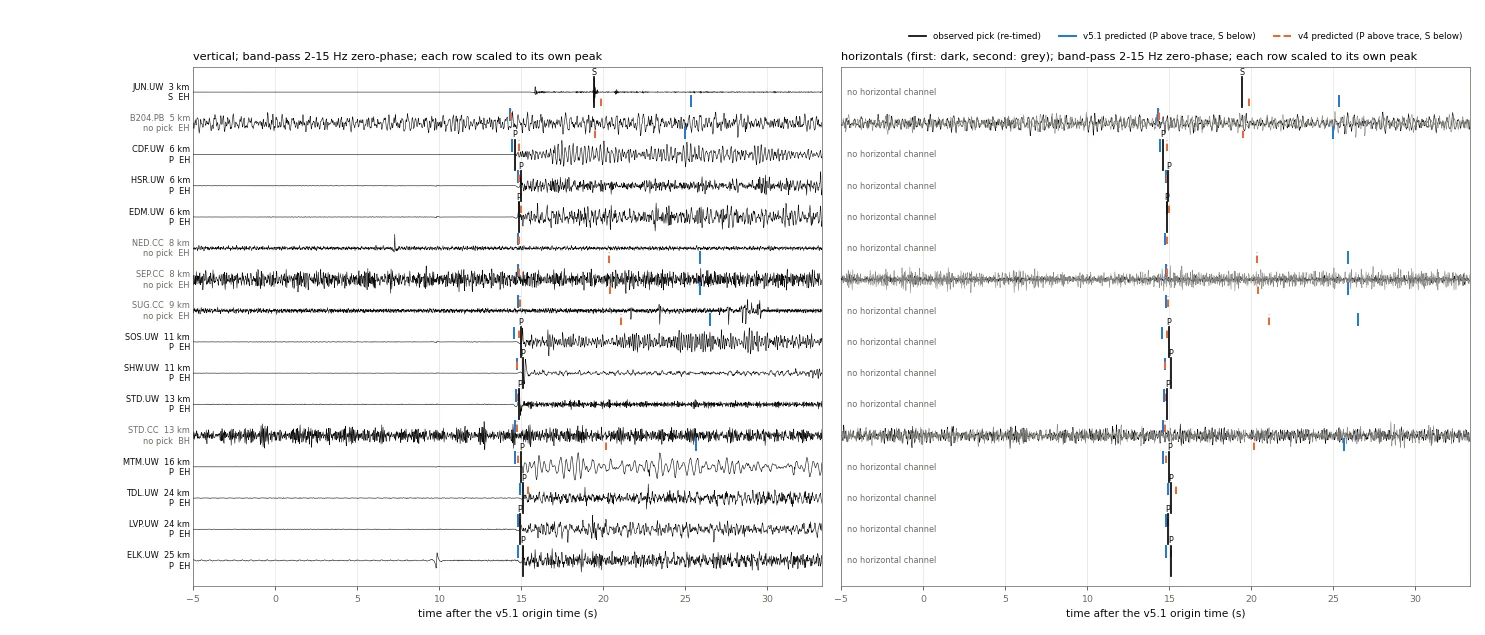 observed pick (re-timed)
v5.1 predicted (P above trace, S below)
v4 predicted (P above trace, S below)
vertical; band-pass 2-15 Hz zero-phase; each row scaled to its own peak
horizontals (first: dark, second: grey); band-pass 2-15 Hz zero-phase; each row scaled to its own peak
JUN.UW 3 km
S EH
S
no horizontal channel
S
B204.PB 5 km
no pick EH
CDF.UW 6 km
P EH
P
no horizontal channel
P
HSR.UW 6 km
P EH
P
no horizontal channel
P
EDM.UW 6 km
P EH
P
no horizontal channel
P
NED.CC 8 km
no pick EH
no horizontal channel
SEP.CC 8 km
no pick EH
SUG.CC 9 km
no pick EH
no horizontal channel
SOS.UW 11 km
P EH
P
no horizontal channel
P
SHW.UW 11 km
P EH
P
no horizontal channel
P
STD.UW 13 km
P EH
P
no horizontal channel
P
STD.CC 13 km
no pick BH
MTM.UW 16 km
P EH
P
no horizontal channel
P
TDL.UW 24 km
P EH
P
no horizontal channel
P
LVP.UW 24 km
P EH
P
no horizontal channel
P
ELK.UW 25 km
P EH
P
no horizontal channel
P
−5 0 5 10 15 20 25 30
−5 0 5 10 15 20 25 30
time after the v5.1 origin time (s)
time after the v5.1 origin time (s)